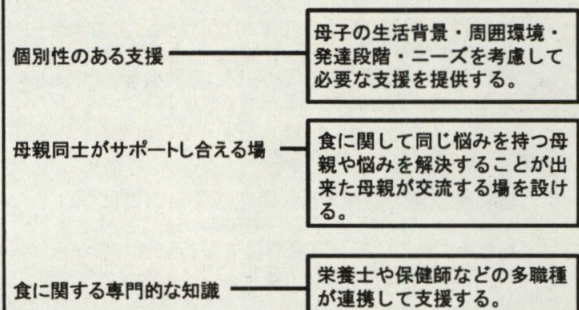 個別性のある支援
母子の生活背景・周囲環境・
発達段階・ニーズを考慮して
必要な支援を提供する。
母親同士がサポートし合える場
食に関して同じ悩みを持つ母
親や悩みを解決することが出
来た母親が交流する場を設け
る。
食に関する専門的な知識
栄養士や保健師などの多職種
が連携して支援する。